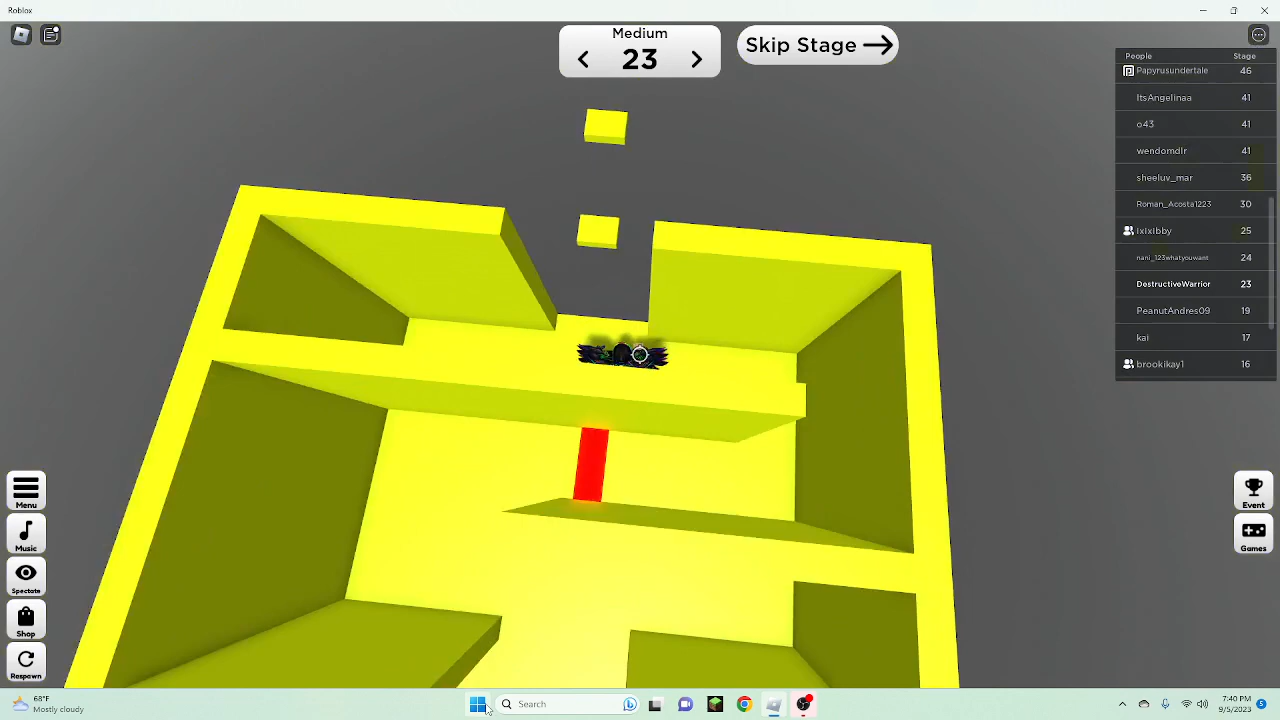 Roblox
Medium
23
Skip Stage
People Stage
Papyrusundertale 46
ItsAngelinaa 41
o43 41
wendomdlr 41
sheeluv_mar 36
Roman_Acosta1223 30
ixlxlbby 25
nani_123whatyouwant 24
DestructiveWarrior 23
PeanutAndres09 19
kai 17
brookikay1 16
Menu
Music
Spectate
Shop
Respawn
Event
Games
68°F
Mostly cloudy
Search
7:40 PM
9/5/2023
5